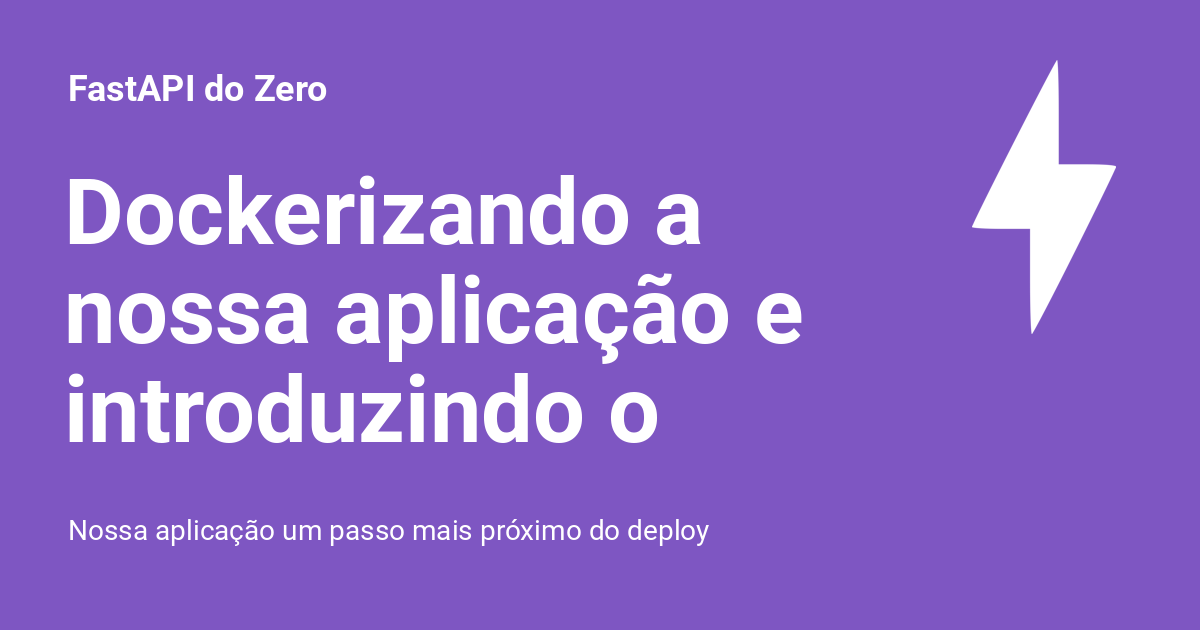 FastAPI do Zero
Dockerizando a
nossa aplicação e
introduzindo o
Nossa aplicação um passo mais próximo do deploy